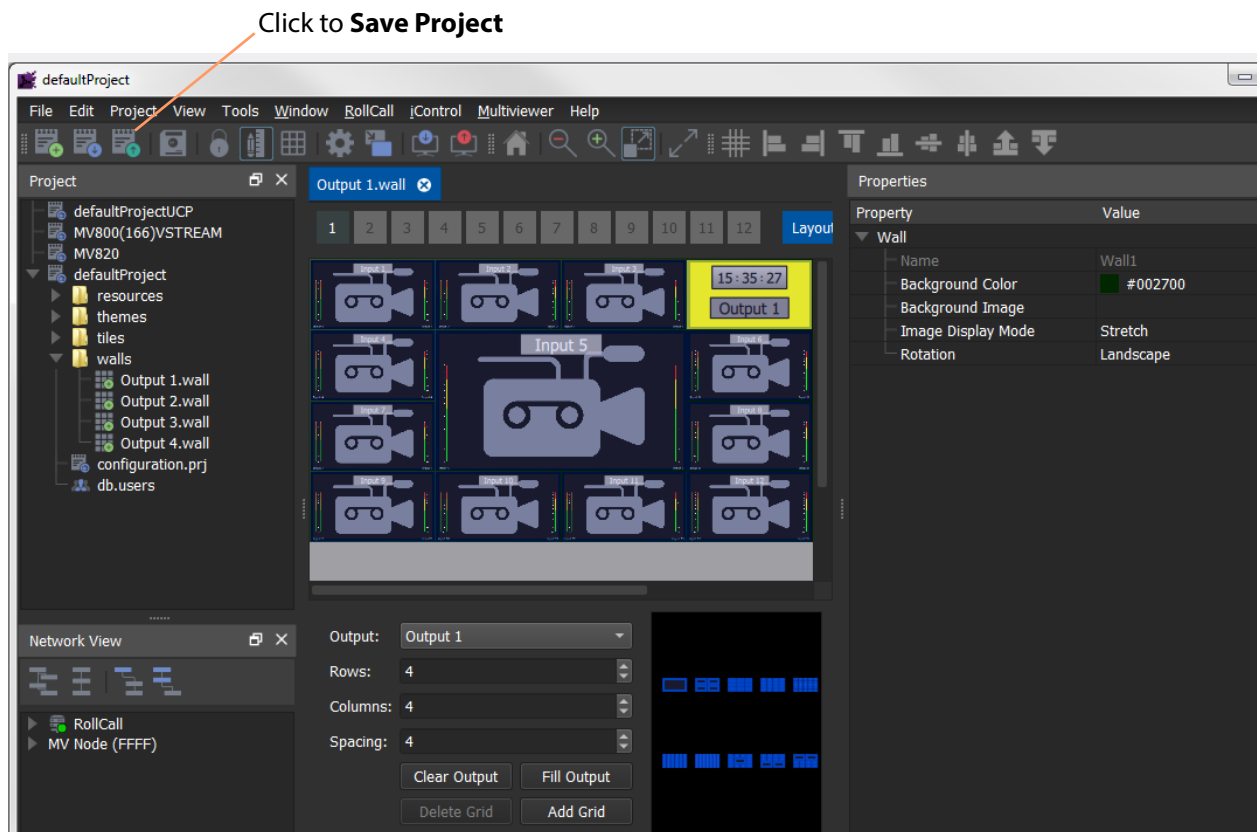 Click to Save Project
defaultProject
File Edit Project View Tools Window RollCall iControl Multiviewer Help
Project
defaultProjectUCP
MV800(166)VSTREAM
MV820
defaultProject
resources
themes
tiles
walls
Output 1.wall
Output 2.wall
Output 3.wall
Output 4.wall
configuration.prj
db.users
Network View
RollCall
MV Node (FFFF)
Output 1.wall
1 2 3 4 5 6 7 8 9 10 11 12 Layout
Input 1 Input 2 Input 3
15:35:27
Output 1
Input 4 Input 5 Input 6
Input 7 Input 8
Input 9 Input 10 Input 11 Input 12
Output: Output 1
Rows: 4
Columns: 4
Spacing: 4
Clear Output Fill Output
Delete Grid Add Grid
Properties
Property Value
Wall
Name Wall1
Background Color #002700
Background Image
Image Display Mode Stretch
Rotation Landscape